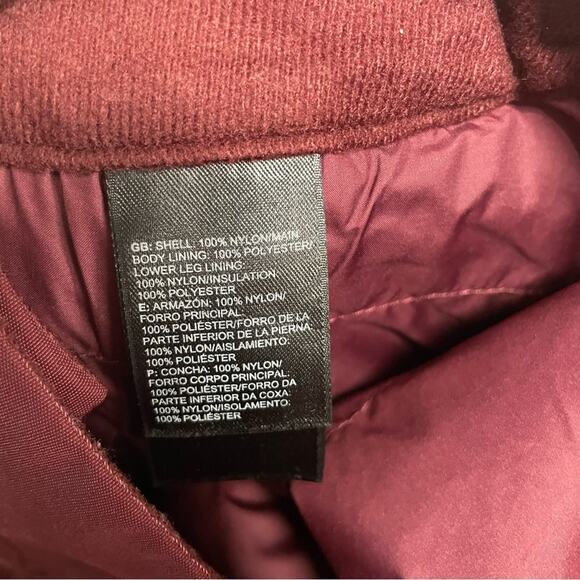 GB: SHELL: 100% NYLON/MAIN
BODY LINING: 100% POLYESTER/
LOWER LEG LINING
100% NYLON/INSULATION
100% POLYESTER
E: ARMAZÓN: 100% NYLON/
FORRO PRINCIPAL:
100% POLIÉSTER/FORRO DE LA
PARTE INFERIOR DE LA PIERNA
100% NYLON/AISLAMIENTO:
100% POLIÉSTER
P: CONCHA: 100% NYLON/
FORRO CORPO PRINCIPAL:
100% POLIÉSTER/FORRO DA
PARTE INFERIOR DA COXA:
100% NYLON/ISOLAMENTO:
100% POLIÉSTER